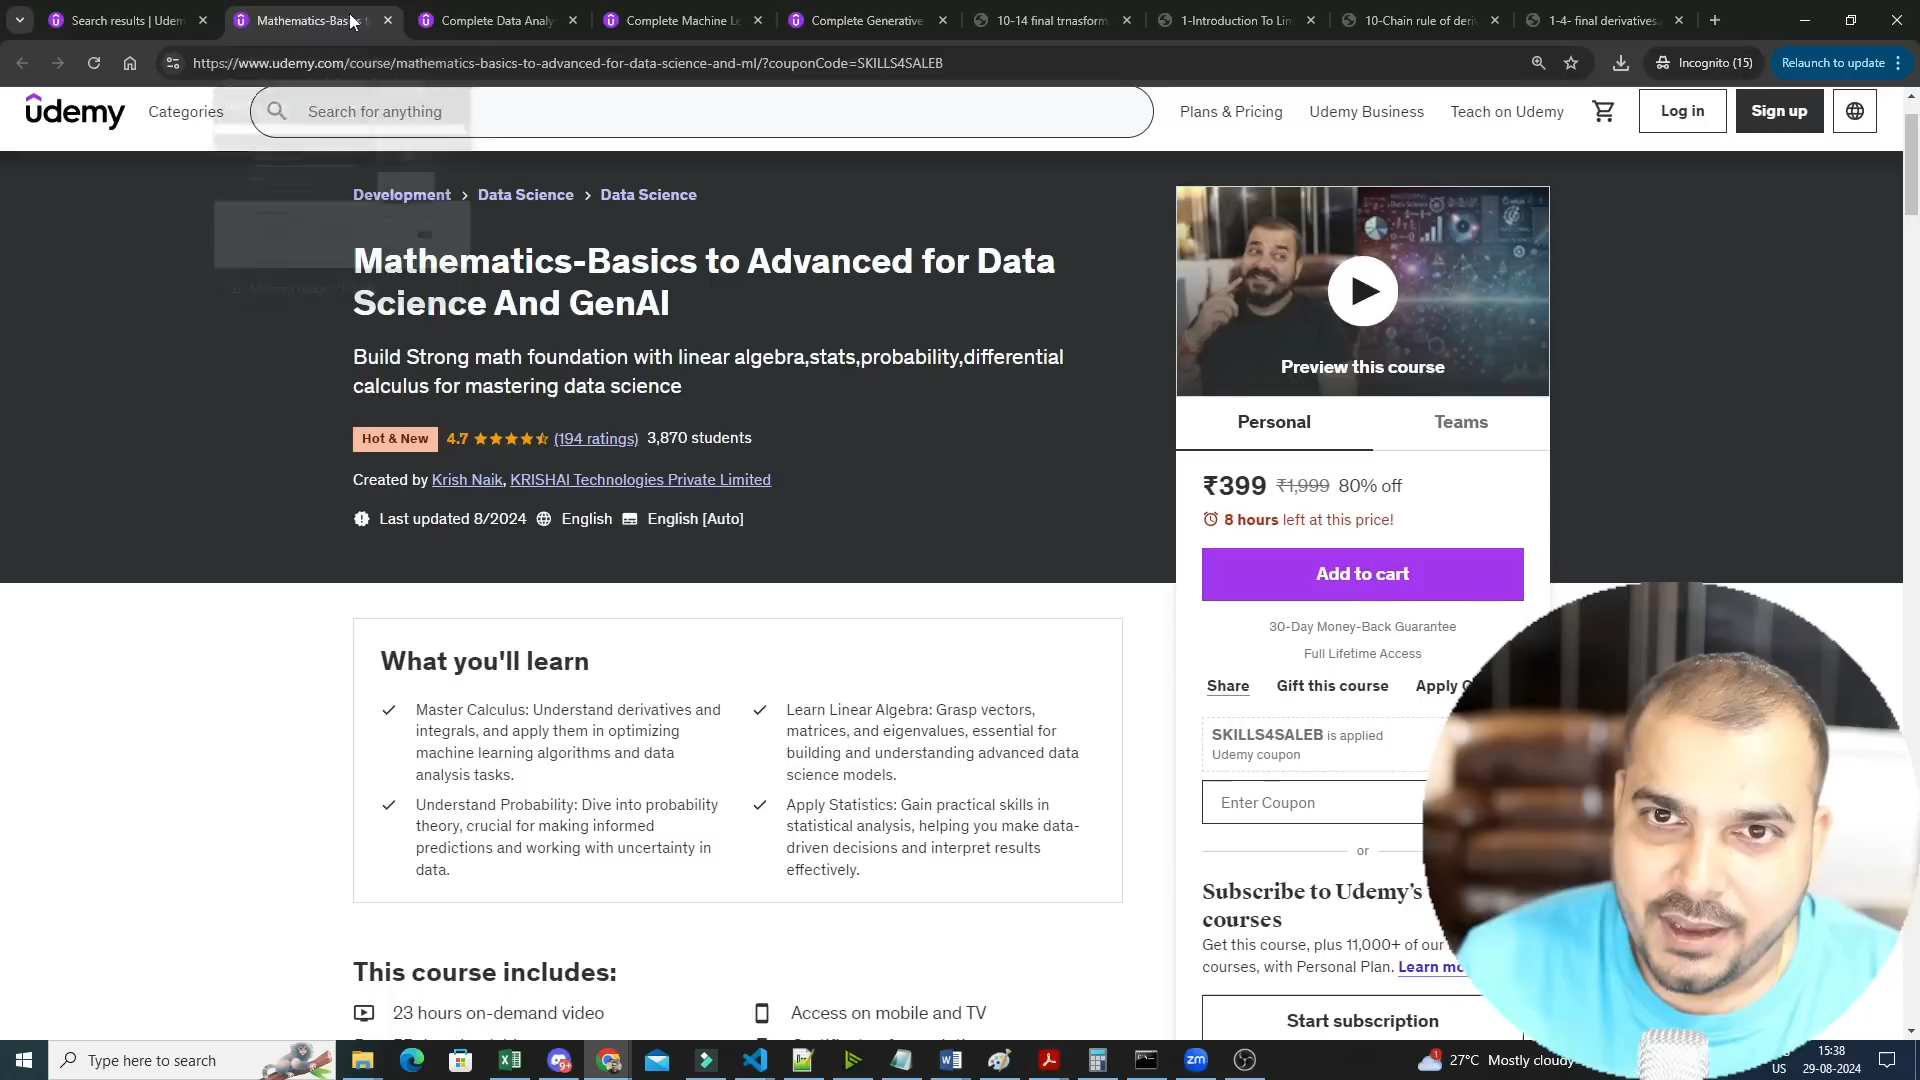 Search results | Udem
Mathematics-Basics t
Complete Data Analy
Complete Machine Le
Complete Generative
10-14 final trnasform
1-Introduction To Lin
10-Chain rule of deri
1-4- final derivatives.
https://www.udemy.com/course/mathematics-basics-to-advanced-for-data-science-and-ml/?couponCode=SKILLS4SALEB
Incognito (15)
Relaunch to update
ûdemy
Categories
Search for anything
Plans & Pricing
Udemy Business
Teach on Udemy
Log in
Sign up
Development > Data Science > Data Science
Mathematics-Basics to Advanced for Data
Science And GenAI
Build Strong math foundation with linear algebra,stats,probability,differential
calculus for mastering data science
Hot & New 4.7 (194 ratings) 3,870 students
Created by Krish Naik, KRISHAI Technologies Private Limited
Last updated 8/2024 English English [Auto]
Preview this course
Personal
Teams
₹399 ₹1,999 80% off
8 hours left at this price!
Add to cart
30-Day Money-Back Guarantee
Full Lifetime Access
Share
Gift this course
Apply C
SKILLS4SALEB is applied
Udemy coupon
Enter Coupon
or
Subscribe to Udemy's
courses
Get this course, plus 11,000+ of our
courses, with Personal Plan. Learn mo
Start subscription
What you'll learn
Master Calculus: Understand derivatives and
integrals, and apply them in optimizing
machine learning algorithms and data
analysis tasks.
Learn Linear Algebra: Grasp vectors,
matrices, and eigenvalues, essential for
building and understanding advanced data
science models.
Understand Probability: Dive into probability
theory, crucial for making informed
predictions and working with uncertainty in
data.
Apply Statistics: Gain practical skills in
statistical analysis, helping you make data-
driven decisions and interpret results
effectively.
This course includes:
23 hours on-demand video
Access on mobile and TV
Type here to search
27°C Mostly cloudy
US
15:38
29-08-2024